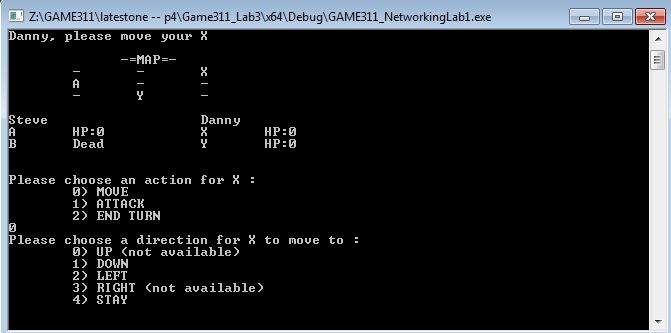 Z:\GAME311\latestone -- p4\Game311_Lab3\x64\Debug\GAME311_NetworkingLab1.exe
Danny, please move your X
-=MAP=-
- - X
A - -
- Y -
Steve Danny
A HP:0 X HP:0
B Dead Y HP:0
Please choose an action for X :
0) MOVE
1) ATTACK
2) END TURN
0
Please choose a direction for X to move to :
0) UP (not available)
1) DOWN
2) LEFT
3) RIGHT (not available)
4) STAY